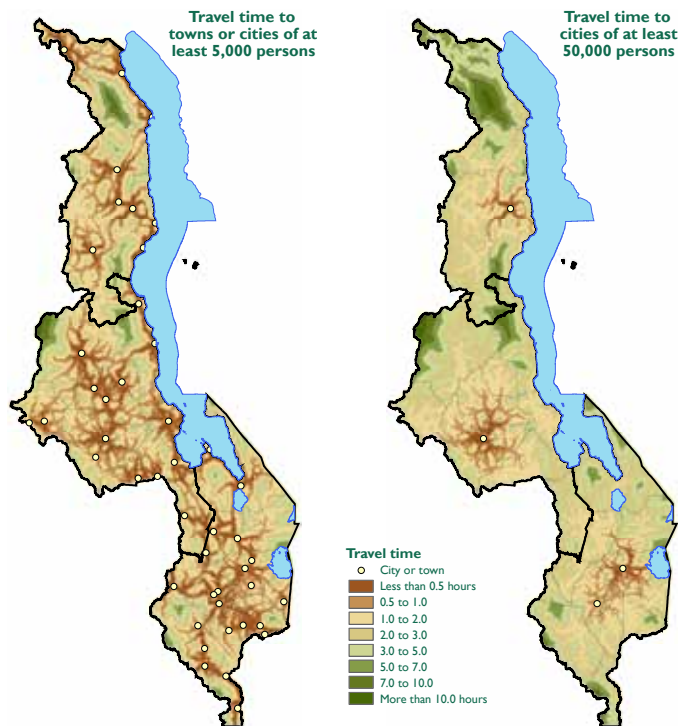 Travel time to
towns or cities of at
least 5,000 persons
Travel time to
cities of at least
50,000 persons
Travel time
City or town
Less than 0.5 hours
0.5 to 1.0
1.0 to 2.0
2.0 to 3.0
3.0 to 5.0
5.0 to 7.0
7.0 to 10.0
More than 10.0 hours